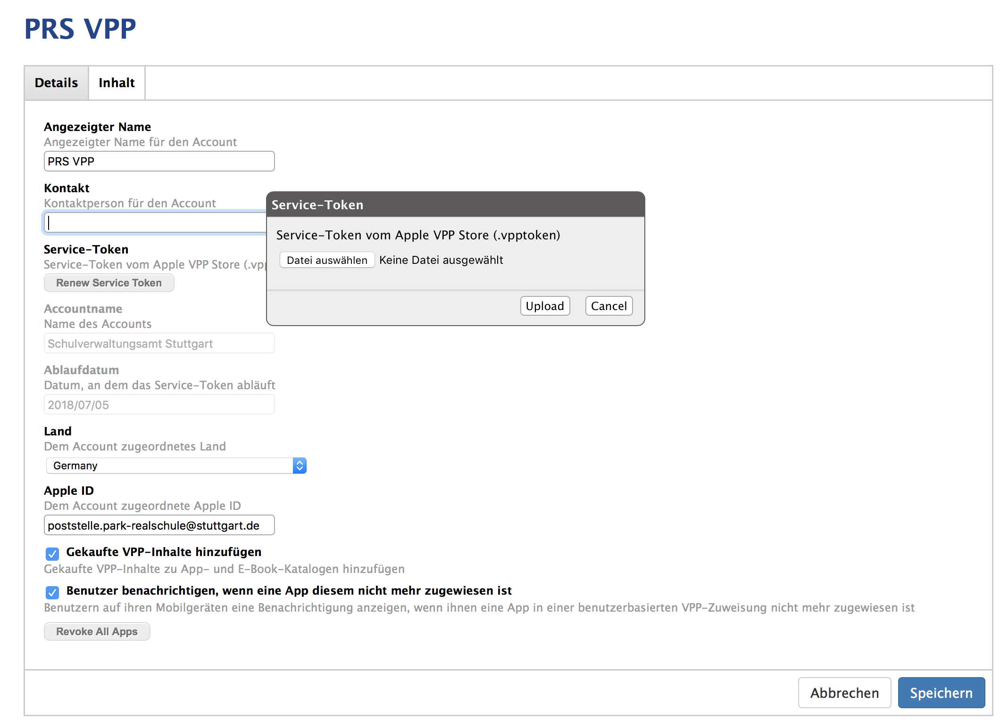 PRS VPP
Details
Inhalt
Angezeigter Name
Angezeigter Name für den Account
PRS VPP
Kontakt
Kontaktperson für den Account
Service-Token
Service-Token vom Apple VPP Store (.vpp
Renew Service Token
Service-Token
Service-Token vom Apple VPP Store (.vpptoken)
Datei auswählen Keine Datei ausgewählt
Upload
Cancel
Accountname
Name des Accounts
Schulverwaltungsamt Stuttgart
Ablaufdatum
Datum, an dem das Service-Token abläuft
2018/07/05
Land
Dem Account zugeordnetes Land
Germany
Apple ID
Dem Account zugeordnete Apple ID
poststelle.park-realschule@stuttgart.de
Gekaufte VPP-Inhalte hinzufügen
Gekaufte VPP-Inhalte zu App- und E-Book-Katalogen hinzufügen
Benutzer benachrichtigen, wenn eine App diesem nicht mehr zugewiesen ist
Benutzern auf ihren Mobilgeräten eine Benachrichtigung anzeigen, wenn ihnen eine App in einer benutzerbasierten VPP-Zuweisung nicht mehr zugewiesen ist
Revoke All Apps
Abbrechen
Speichern